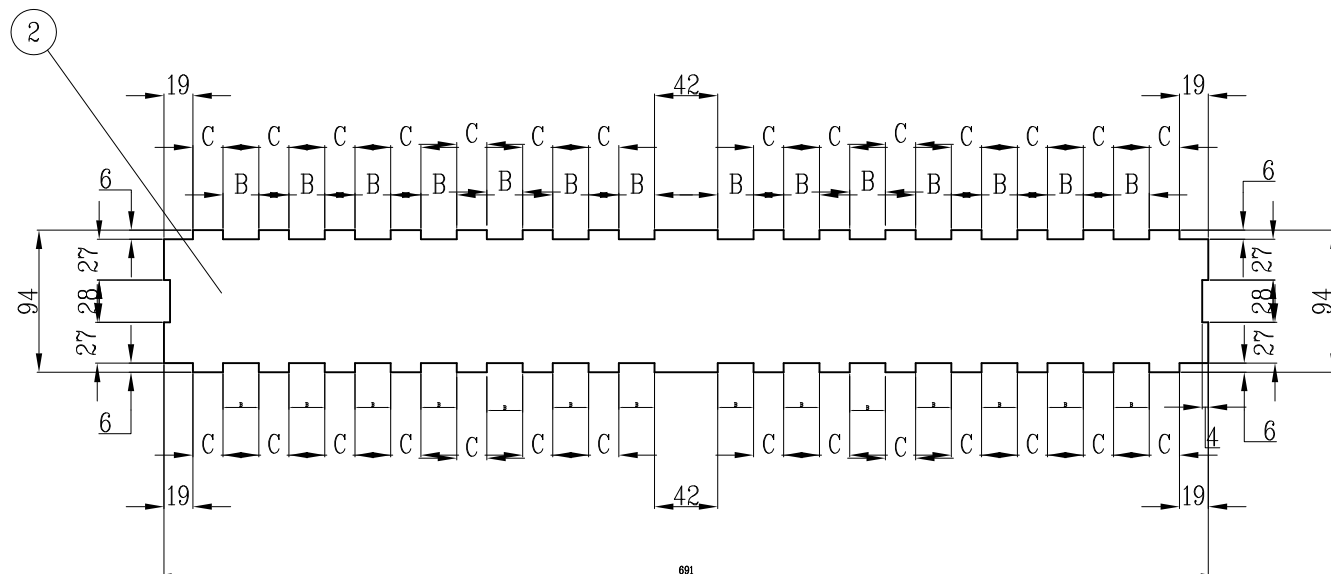 2
19 42 19
C C C C C C C C C C C C C C
6 B B B B B B B B B B B B B B 6
27 27
94 28 28 94
27 27
6 B B B B B B B B B B B B B B 4 6
C C C C C C C C C C C C C C
19 42 19
691